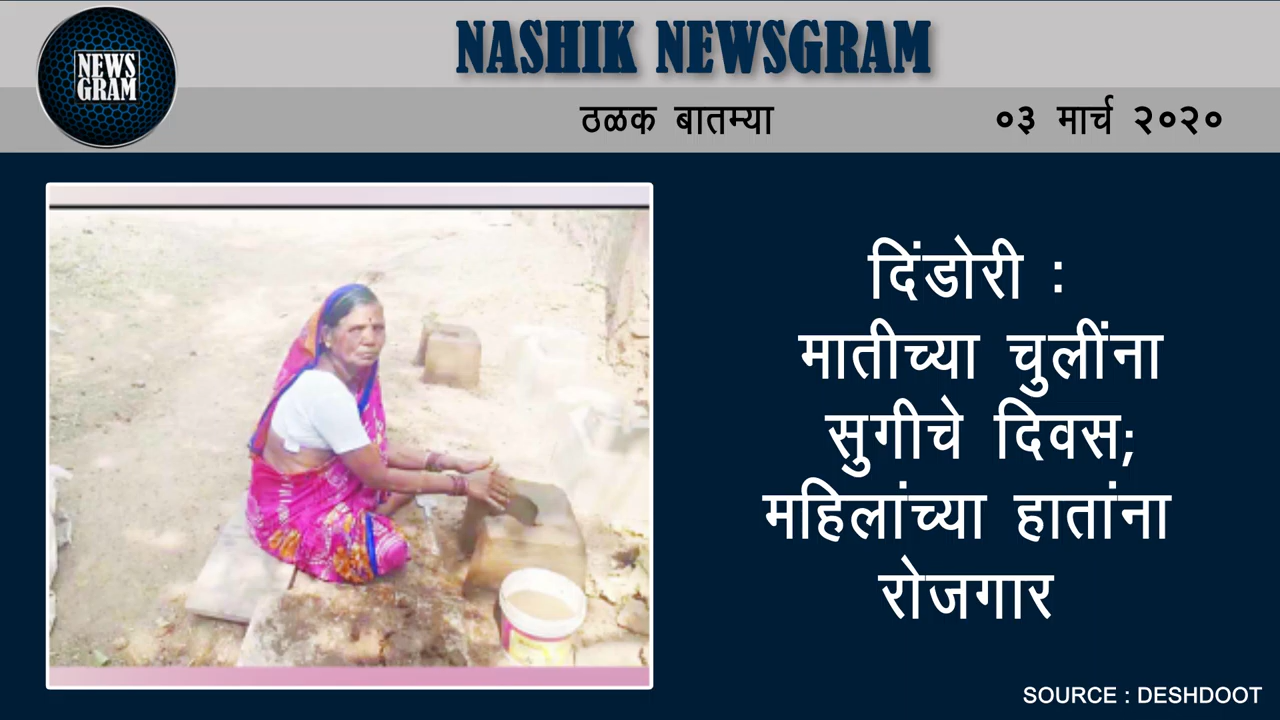 NEWS
GRAM
NASHIK NEWSGRAM
ठळक बातम्या
०३ मार्च २०२०
दिंडोरी :
मातीच्या चुलींना
सुगीचे दिवस;
महिलांच्या हातांना
रोजगार
SOURCE : DESHDOOT